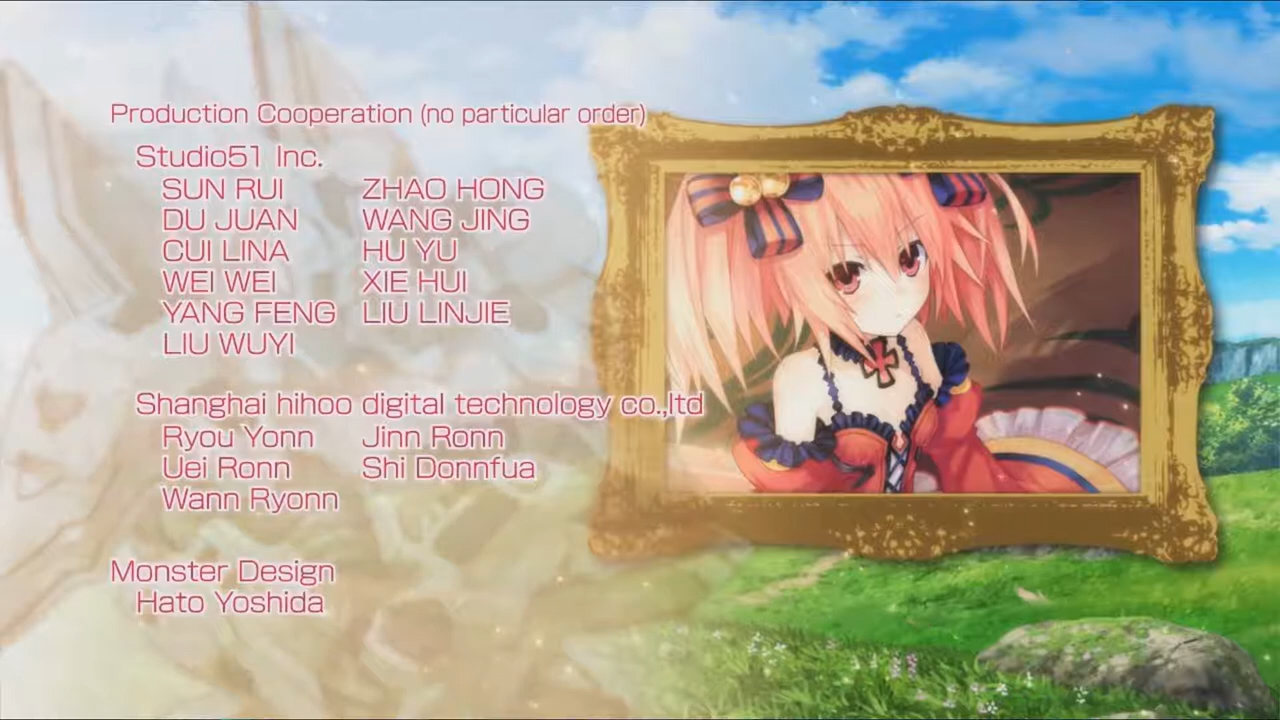 Production Cooperation (no particular order)
Studio51 Inc.
SUN RUI ZHAO HONG
DU JUAN WANG JING
CUI LINA HU YU
WEI WEI XIE HUI
YANG FENG LIU LINJIE
LIU WUYI
Shanghai hihoo digital technology co.,ltd
Ryou Yonn Jinn Ronn
Uei Ronn Shi Donnfua
Wann Ryonn
Monster Design
Hato Yoshida